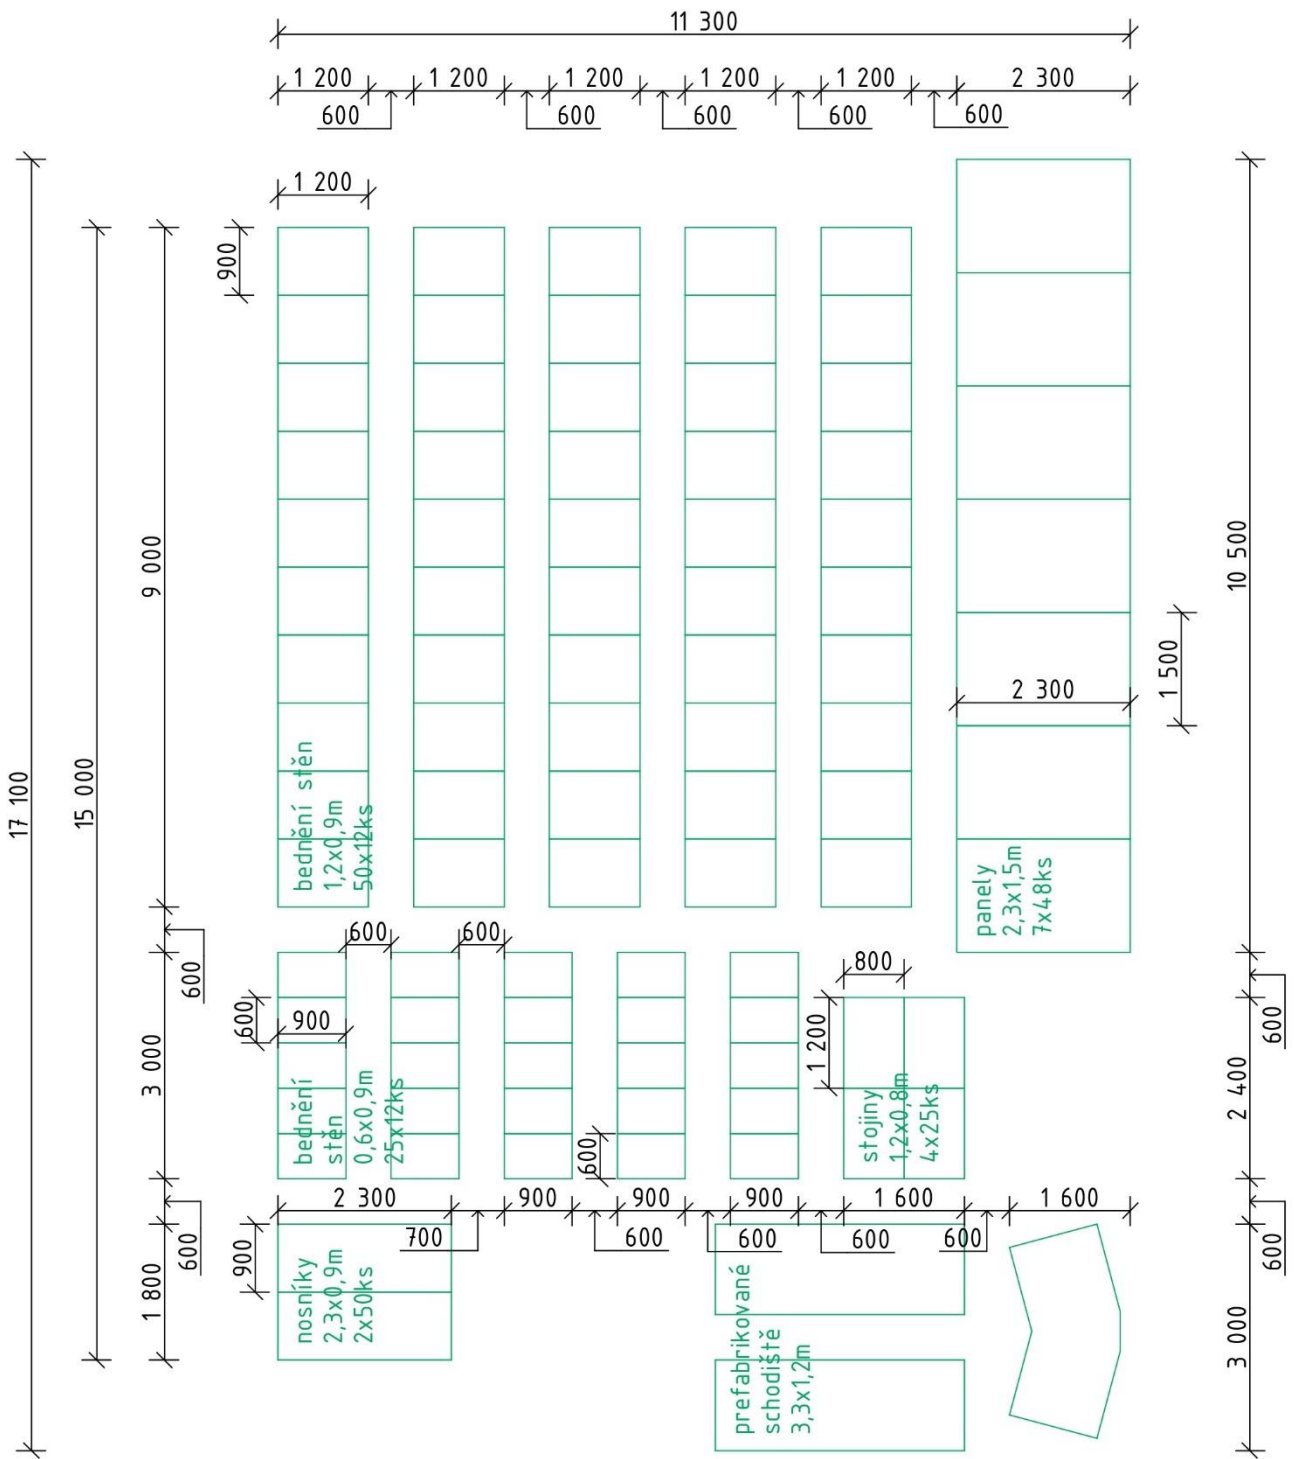 11 300
1 200
1 200
1 200
1 200
1 200
2 300
600
600
600
600
600
1 200
900
17 100
15 000
9 000
10 500
1 500
2 300
bednění stěn
1,2x0,9m
50x12ks
panely
2,3x1,5m
7x48ks
600
600
600
800
600
900
600
1 200
3 000
2 400
600
bednění
stěn
0,6x0,9m
25x12ks
600
stojiny
1,2x0,8m
4x25ks
2 300
900
900
900
1 600
1 600
700
600
600
600
600
600
600
900
1 800
3 000
nosníky
2,3x0,9m
2x50ks
prefabrikované
schodiště
3,3x1,2m